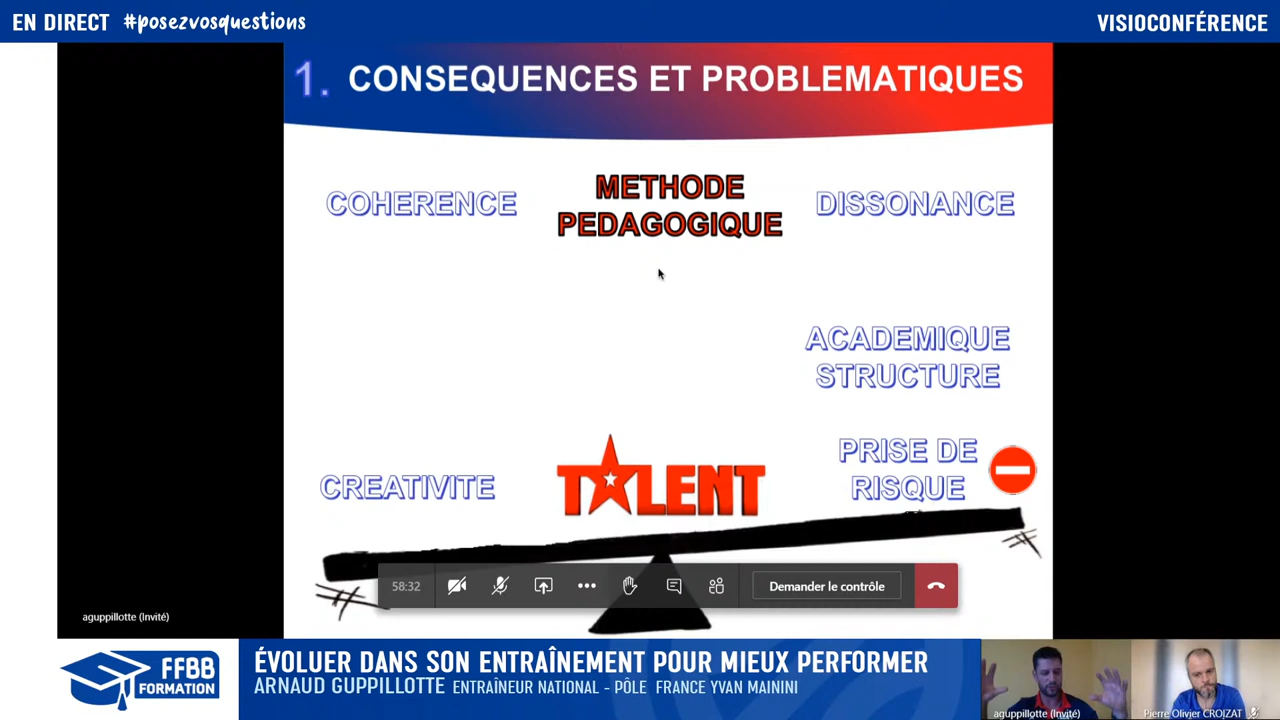 EN DIRECT #posezvosquestions
VISIOCONFÉRENCE
1. CONSEQUENCES ET PROBLEMATIQUES
COHERENCE
METHODE
PEDAGOGIQUE
DISSONANCE
ACADEMIQUE
STRUCTURE
CREATIVITE
TALENT
PRISE DE
RISQUE
58:32
Demander le contrôle
aguppillotte (Invité)
FFBB
FORMATION
ÉVOLUER DANS SON ENTRAÎNEMENT POUR MIEUX PERFORMER
ARNAUD GUPPILLOTTE ENTRAÎNEUR NATIONAL - PÔLE FRANCE YVAN MAININI
aguppillotte (Invité)
Pierre Olivier CROIZAT